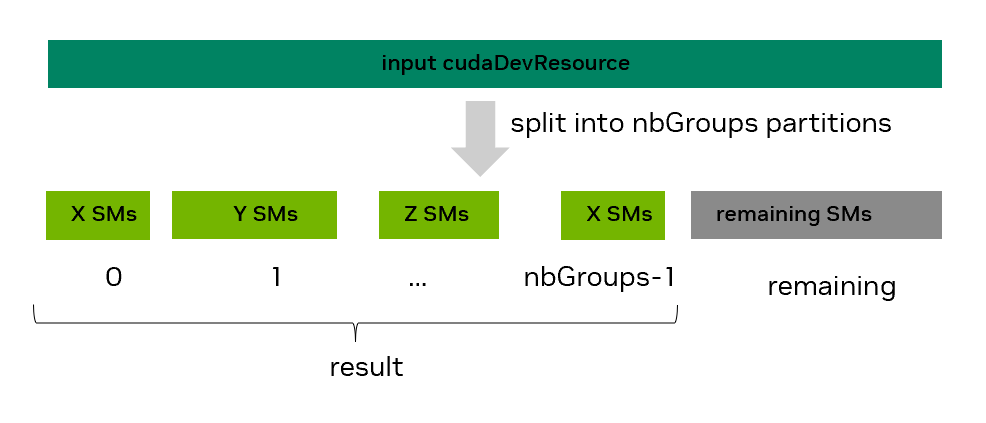 input cudaDevResource
split into nbGroups partitions
X SMs Y SMs Z SMs X SMs remaining SMs
0 1 ... nbGroups-1 remaining
result